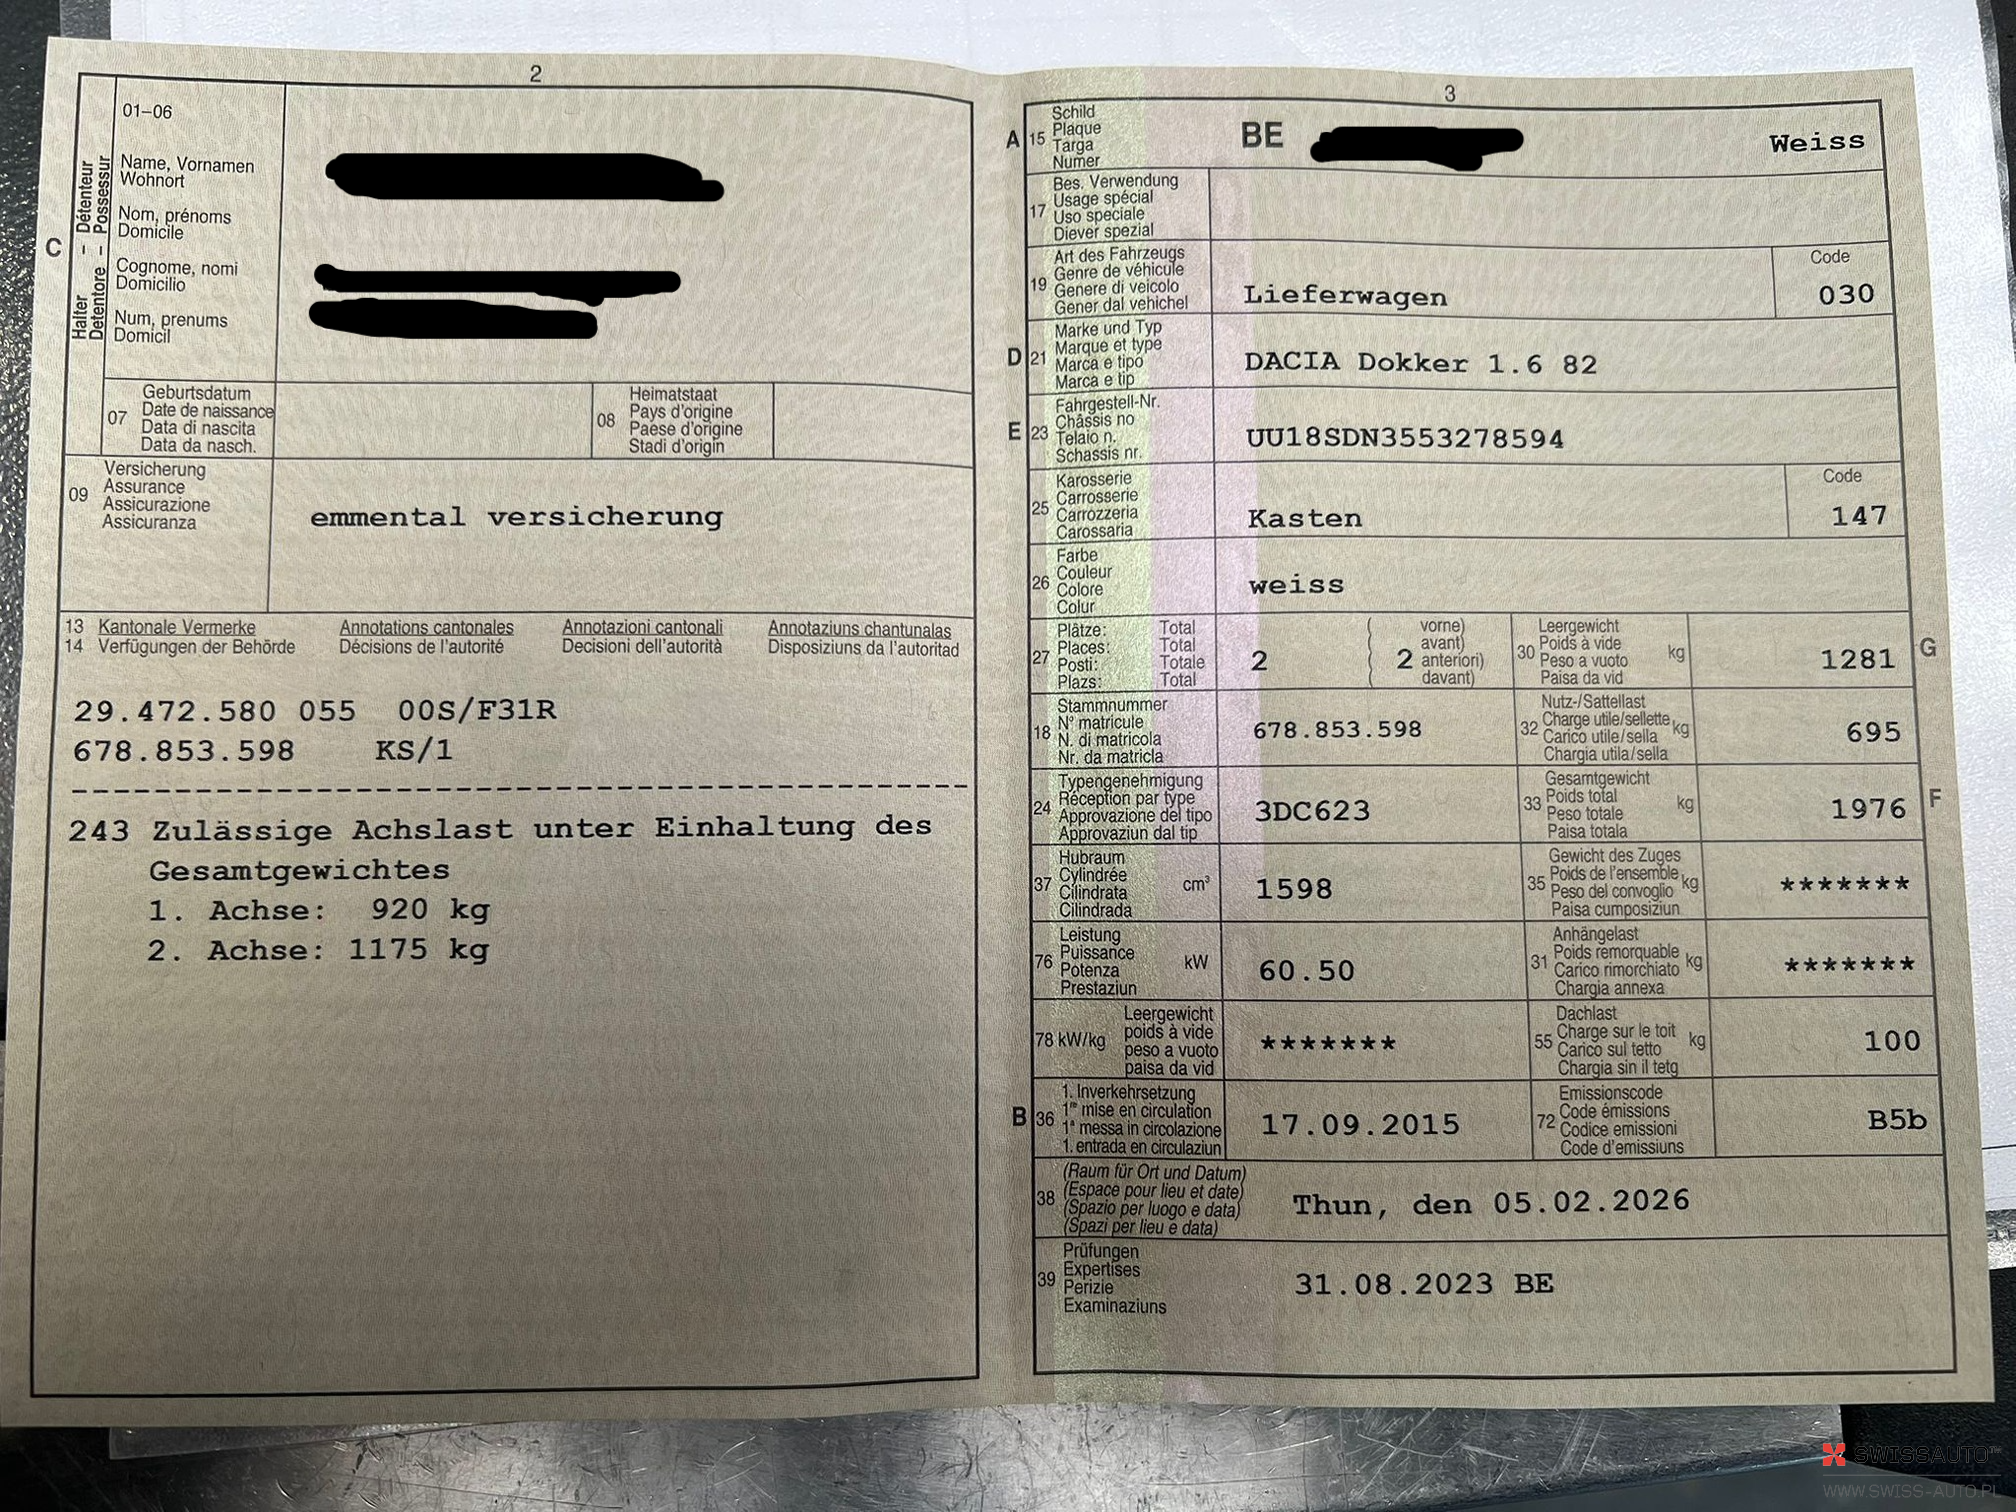 2
01–06
Name, Vornamen
Wohnort
Nom, prénoms
Domicile
Cognome, nomi
Domicilio
Num, prenums
Domicil
C
Halter – Détenteur
Detentore – Possessur
07
Geburtsdatum
Date de naissance
Data di nascita
Data da nasch.
08
Heimatstaat
Pays d'origine
Paese d'origine
Stadi d'origin
09
Versicherung
Assurance
Assicurazione
Assicuranza
emmental versicherung
13 Kantonale Vermerke Annotations cantonales Annotazioni cantonali Annotaziuns chantunalas
14 Verfügungen der Behörde Décisions de l'autorité Decisioni dell'autorità Disposiziuns da l'autoritad
29.472.580 055 00S/F31R
678.853.598 KS/1
243 Zulässige Achslast unter Einhaltung des
Gesamtgewichtes
1. Achse: 920 kg
2. Achse: 1175 kg
3
A 15
Schild
Plaque
Targa
Numer
BE
Weiss
17
Bes. Verwendung
Usage spécial
Uso speciale
Diever spezial
19
Art des Fahrzeugs
Genre de véhicule
Genere di veicolo
Gener dal vehichel
Lieferwagen
Code
030
D 21
Marke und Typ
Marque et type
Marca e tipo
Marca e tip
DACIA Dokker 1.6 82
E 23
Fahrgestell-Nr.
Châssis no
Telaio n.
Schassis nr.
UU18SDN3553278594
25
Karosserie
Carrosserie
Carrozzeria
Carossaria
Kasten
Code
147
26
Farbe
Couleur
Colore
Colur
weiss
27
Plätze: Total
Places: Total
Posti: Totale
Plazs: Total
2
( vorne)
( avant)
( 2 anteriori)
( davant)
30
Leergewicht
Poids à vide
Peso a vuoto
Paisa da vid
kg
1281
G
18
Stammnummer
N° matricule
N. di matricola
Nr. da matricla
678.853.598
32
Nutz-/Sattellast
Charge utile/sellette
Carico utile/sella
Chargia utila/sella
kg
695
24
Typengenehmigung
Réception par type
Approvazione del tipo
Approvaziun dal tip
3DC623
33
Gesamtgewicht
Poids total
Peso totale
Paisa totala
kg
1976
F
37
Hubraum
Cylindrée
Cilindrata
Cilindrada
cm³
1598
35
Gewicht des Zuges
Poids de l'ensemble
Peso del convoglio
Paisa cumposiziun
kg
*******
76
Leistung
Puissance
Potenza
Prestaziun
kW
60.50
31
Anhängelast
Poids remorquable
Carico rimorchiato
Chargia annexa
kg
*******
78 kW/kg
Leergewicht
poids à vide
peso a vuoto
paisa da vid
*******
55
Dachlast
Charge sur le toit
Carico sul tetto
Chargia sin il tetg
kg
100
B 36
1. Inverkehrsetzung
1re mise en circulation
1a messa in circolazione
1. entrada en circulaziun
17.09.2015
72
Emissionscode
Code émissions
Codice emissioni
Code d'emissiuns
B5b
38
(Raum für Ort und Datum)
(Espace pour lieu et date)
(Spazio per luogo e data)
(Spazi per lieu e data)
Thun, den 05.02.2026
39
Prüfungen
Expertises
Perizie
Examinaziuns
31.08.2023 BE
SWISSAUTO
WWW.SWISS-AUTO.PL